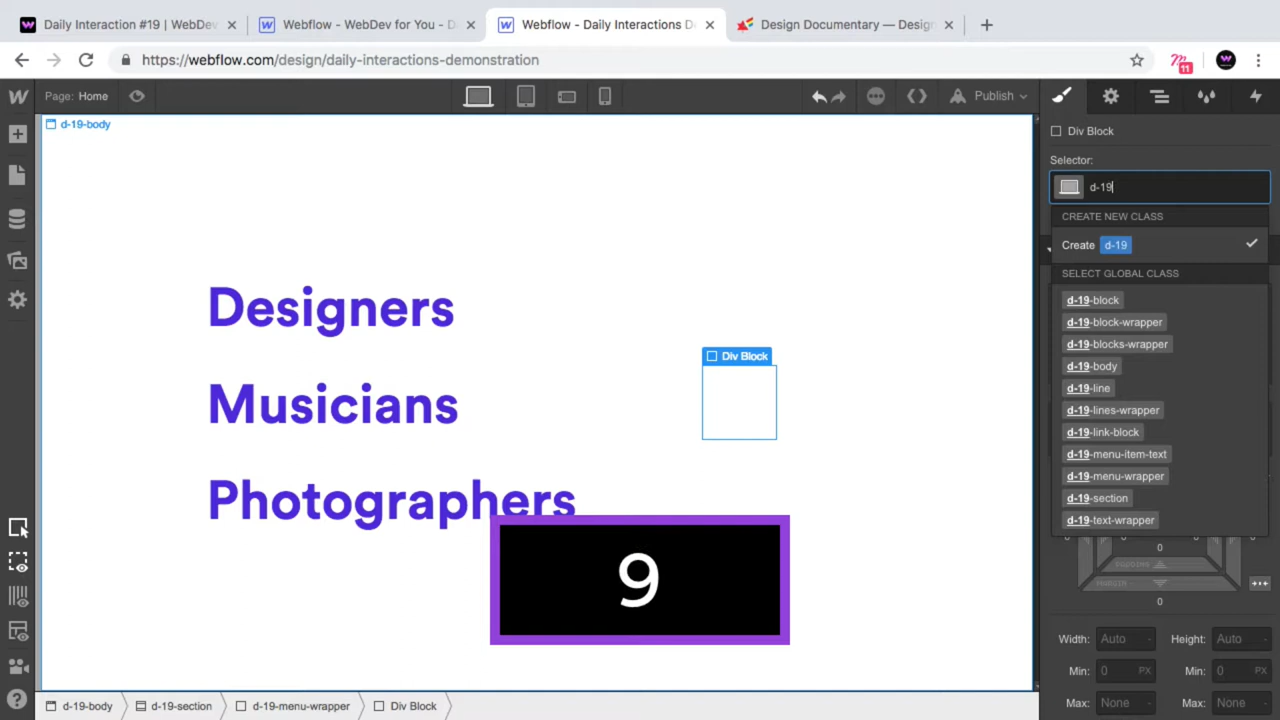 Daily Interaction #19 | WebDev
Webflow - WebDev for You - D
Webflow - Daily Interactions De
Design Documentary — Design
https://webflow.com/design/daily-interactions-demonstration
11
Page: Home
Publish
d-19-body
Div Block
Selector:
d-19
CREATE NEW CLASS
Create d-19
SELECT GLOBAL CLASS
d-19-block
d-19-block-wrapper
d-19-blocks-wrapper
d-19-body
d-19-line
d-19-lines-wrapper
d-19-link-block
d-19-menu-item-text
d-19-menu-wrapper
d-19-section
d-19-text-wrapper
Designers
Musicians
Photographers
Div Block
9
0
PADDING
MARGIN
0
Width: Auto - Height: Auto -
Min: 0 PX Min: 0 PX
Max: None - Max: None -
d-19-body
d-19-section
d-19-menu-wrapper
Div Block